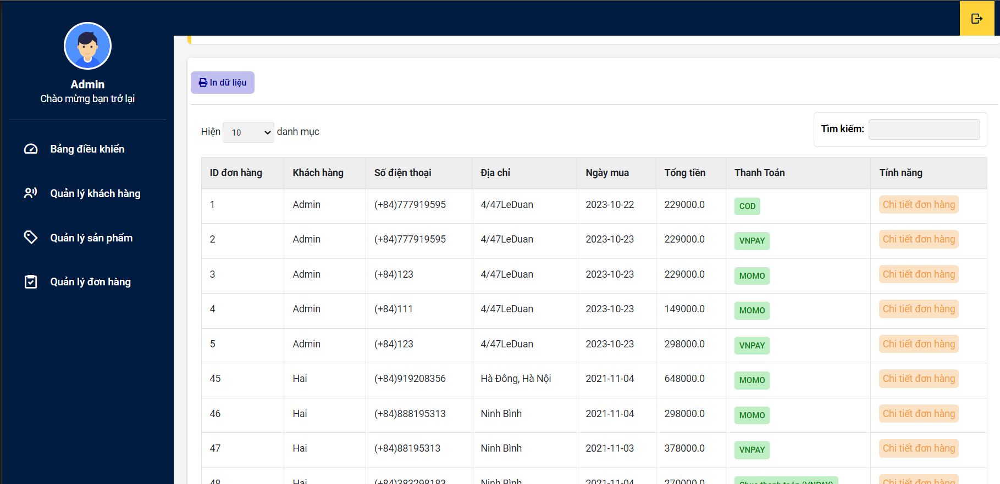 Admin
Chào mừng bạn trở lại
Bảng điều khiển
Quản lý khách hàng
Quản lý sản phẩm
Quản lý đơn hàng
In dữ liệu
Hiện 10 danh mục
Tìm kiếm:
ID đơn hàng Khách hàng Số điện thoại Địa chỉ Ngày mua Tổng tiền Thanh Toán Tính năng
1 Admin (+84)777919595 4/47LeDuan 2023-10-22 229000.0 COD Chi tiết đơn hàng
2 Admin (+84)777919595 4/47LeDuan 2023-10-23 229000.0 VNPAY Chi tiết đơn hàng
3 Admin (+84)123 4/47LeDuan 2023-10-23 229000.0 MOMO Chi tiết đơn hàng
4 Admin (+84)111 4/47LeDuan 2023-10-23 149000.0 MOMO Chi tiết đơn hàng
5 Admin (+84)123 4/47LeDuan 2023-10-23 298000.0 VNPAY Chi tiết đơn hàng
45 Hai (+84)919208356 Hà Đông, Hà Nội 2021-11-04 648000.0 MOMO Chi tiết đơn hàng
46 Hai (+84)888195313 Ninh Bình 2021-11-04 298000.0 MOMO Chi tiết đơn hàng
47 Hai (+84)88195313 Ninh Bình 2021-11-03 378000.0 VNPAY Chi tiết đơn hàng
48 Hai (+84)383298183 Ninh Bình 2021-11-04 270000.0 Chưa thanh toán (VNPAY) Chi tiết đơn hàng